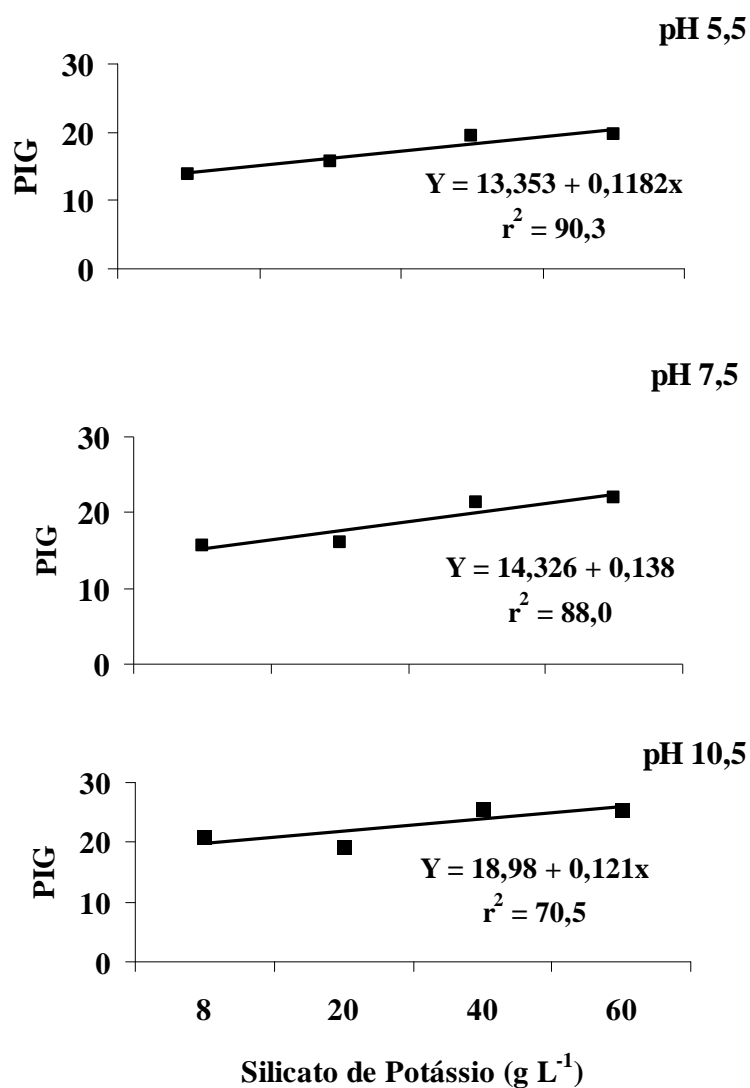 pH 5,5
30
20
10
0
PIG
Y = 13,353 + 0,1182x
r² = 90,3
pH 7,5
30
20
10
0
PIG
Y = 14,326 + 0,138
r² = 88,0
pH 10,5
30
20
10
0
PIG
Y = 18,98 + 0,121x
r² = 70,5
8 20 40 60
Silicato de Potássio (g L⁻¹)